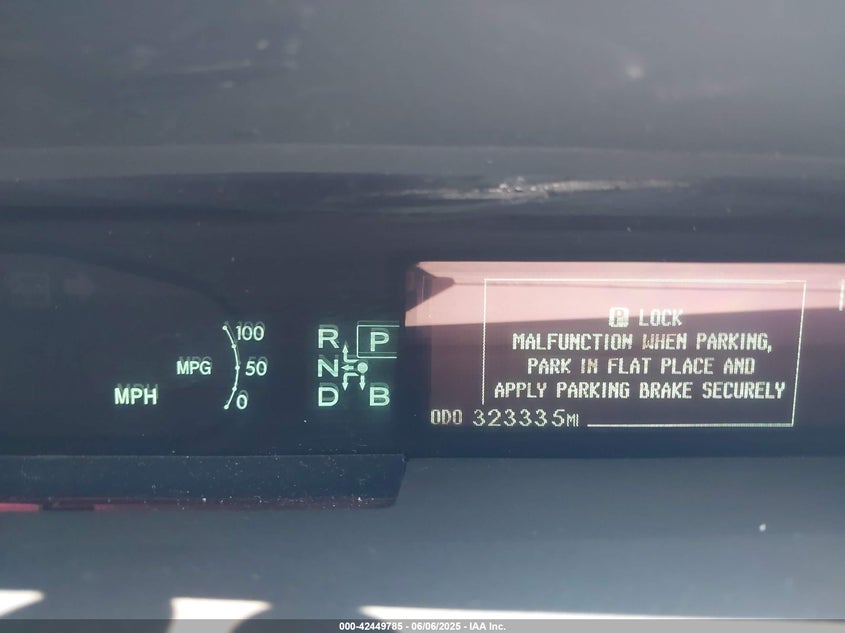 100
MPG 50
0
MPH
R P
N
D B
P LOCK
MALFUNCTION WHEN PARKING,
PARK IN FLAT PLACE AND
APPLY PARKING BRAKE SECURELY
ODO 323335MI
000-42449785 - 06/06/2025 - IAA Inc.